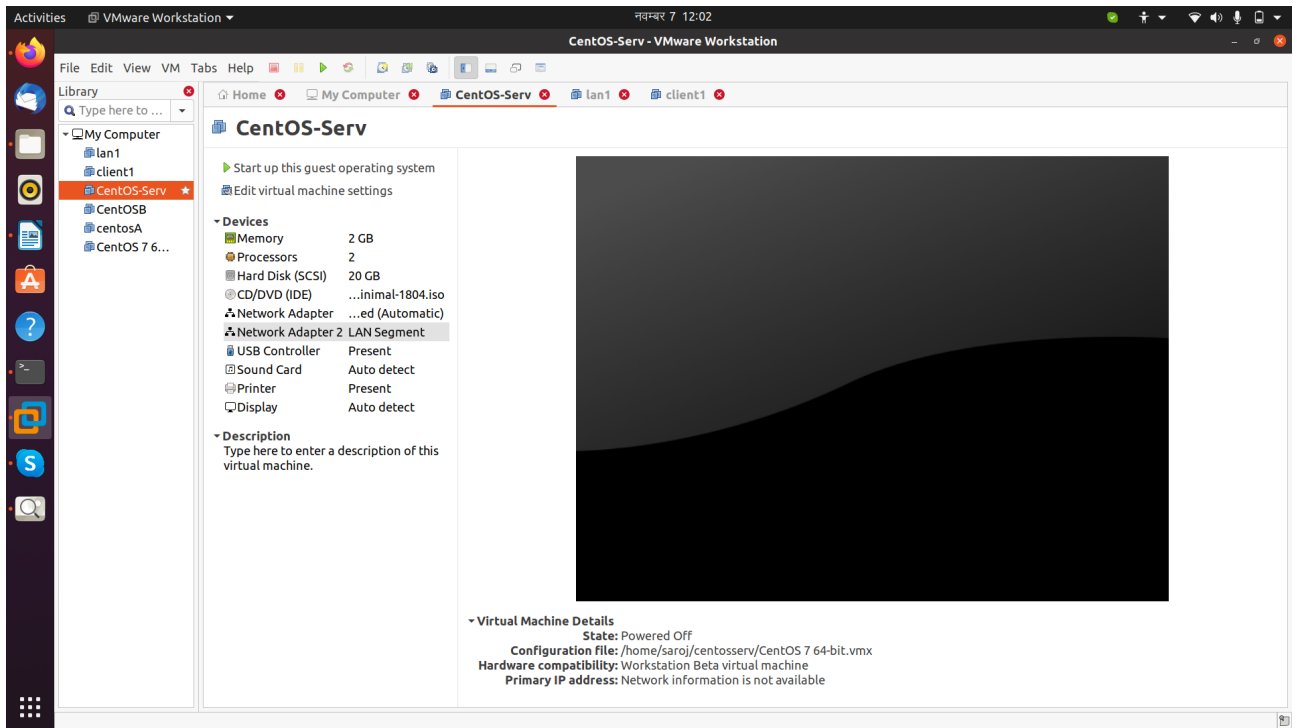 Activities VMware Workstation नवम्बर 7 12:02
CentOS-Serv - VMware Workstation
File Edit View VM Tabs Help
Library
Type here to ...
My Computer
lan1
client1
CentOS-Serv
CentOSB
centosA
CentOS 7 6...
Home My Computer CentOS-Serv lan1 client1
CentOS-Serv
Start up this guest operating system
Edit virtual machine settings
Devices
Memory 2 GB
Processors 2
Hard Disk (SCSI) 20 GB
CD/DVD (IDE) ...inimal-1804.iso
Network Adapter ...ed (Automatic)
Network Adapter 2 LAN Segment
USB Controller Present
Sound Card Auto detect
Printer Present
Display Auto detect
Description
Type here to enter a description of this
virtual machine.
Virtual Machine Details
State: Powered Off
Configuration file: /home/saroj/centosserv/CentOS 7 64-bit.vmx
Hardware compatibility: Workstation Beta virtual machine
Primary IP address: Network information is not available